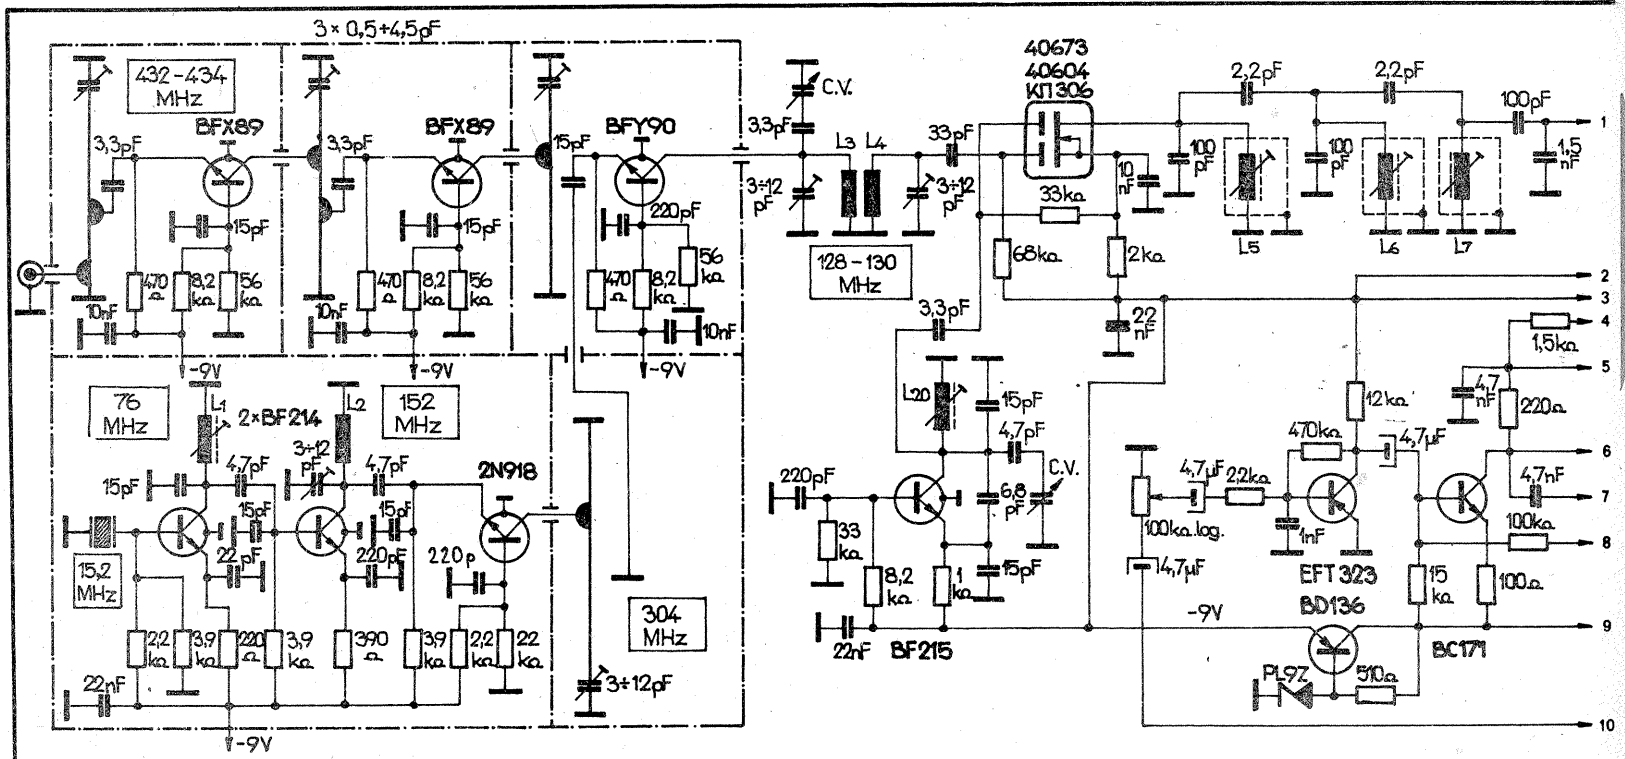 3 × 0,5÷4,5pF
432-434
MHz
BFX89
3,3pF
15pF
470
Ω
8,2
kΩ
56
kΩ
10nF
-9V
BFX89
3,3pF
15pF
470
Ω
8,2
kΩ
56
kΩ
10nF
-9V
15pF
BFY90
220pF
470
Ω
8,2
kΩ
56
kΩ
10nF
-9V
C.V.
3,3pF
3÷12
pF
L3
L4
128-130
MHz
33pF
3÷12
pF
40673
40604
КП306
10
nF
33kΩ
68kΩ
2kΩ
22
nF
3,3pF
100
pF
2,2pF
L5
100
pF
2,2pF
L6
L7
100pF
1,5
nF
1
2
3
4
1,5kΩ
5
4,7
nF
220Ω
6
4,7nF
7
100kΩ
8
9
10
76
MHz
L1
2×BF214
L2
152
MHz
3÷12
pF
15pF
4,7pF
4,7pF
15pF
15pF
22pF
220pF
15,2
MHz
2N918
220p
2,2
kΩ
3,9
kΩ
220
Ω
3,9
kΩ
390
Ω
3,9
kΩ
2,2
kΩ
22
kΩ
22nF
-9V
304
MHz
3÷12pF
L20
15pF
4,7pF
C.V.
6,8
pF
15pF
220pF
33
kΩ
8,2
kΩ
1
kΩ
22nF
BF215
-9V
12kΩ
470kΩ
4,7µF
4,7µF
2,2kΩ
100kΩ.log.
1nF
4,7µF
EFT323
BD136
15
kΩ
100Ω
BC171
PL9Z
510Ω